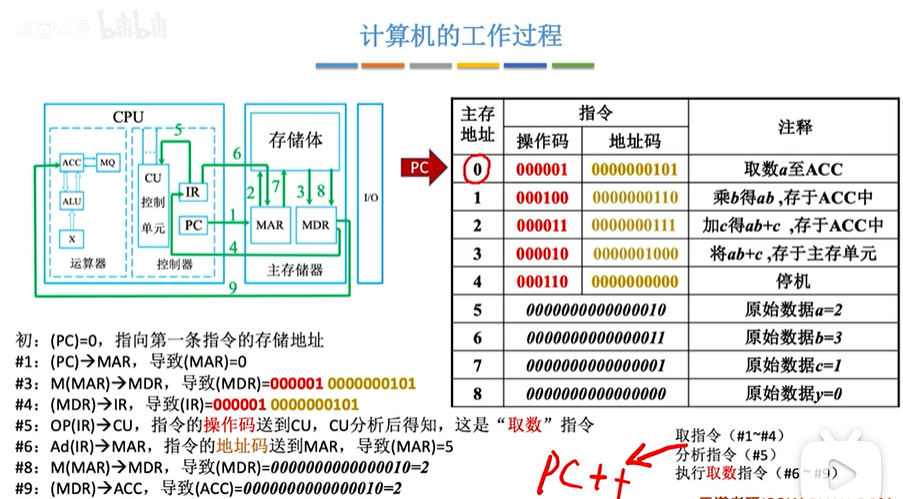 bilibili
计算机的工作过程
CPU
ACC
MQ
ALU
X
运算器
CU
控制
单元
IR
PC
控制器
存储体
MAR
MDR
主存储器
I/O
5
6
2
7
3
8
1
4
9
PC
主存地址 指令 注释
操作码 地址码
0 000001 0000000101 取数a至ACC
1 000100 0000000110 乘b得ab ,存于ACC中
2 000011 0000000111 加c得ab+c ,存于ACC中
3 000010 0000001000 将ab+c ,存于主存单元
4 000110 0000000000 停机
5 0000000000000010 原始数据a=2
6 0000000000000011 原始数据b=3
7 0000000000000001 原始数据c=1
8 0000000000000000 原始数据y=0
初：(PC)=0，指向第一条指令的存储地址
#1：(PC)→MAR，导致(MAR)=0
#3：M(MAR)→MDR，导致(MDR)=000001 0000000101
#4：(MDR)→IR，导致(IR)=000001 0000000101
#5：OP(IR)→CU，指令的操作码送到CU，CU分析后得知，这是“取数”指令
#6：Ad(IR)→MAR，指令的地址码送到MAR，导致(MAR)=5
#8：M(MAR)→MDR，导致(MDR)=0000000000000010=2
#9：(MDR)→ACC，导致(ACC)=0000000000000010=2
PC++
取指令（#1~#4）
分析指令（#5）
执行取数指令（#6~#9）